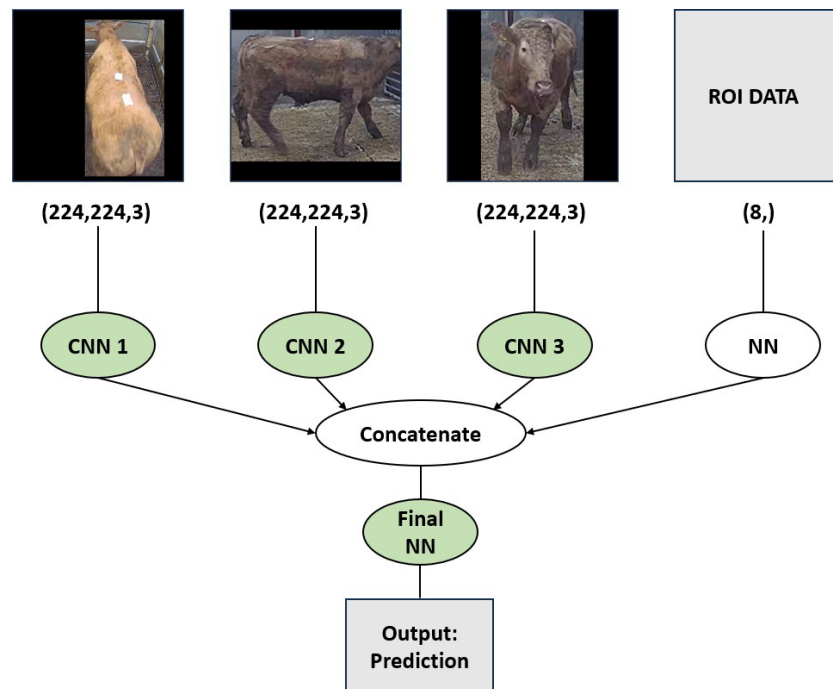 ROI DATA
(224,224,3)
(224,224,3)
(224,224,3)
(8,)
CNN 1
CNN 2
CNN 3
NN
Concatenate
Final
NN
Output:
Prediction